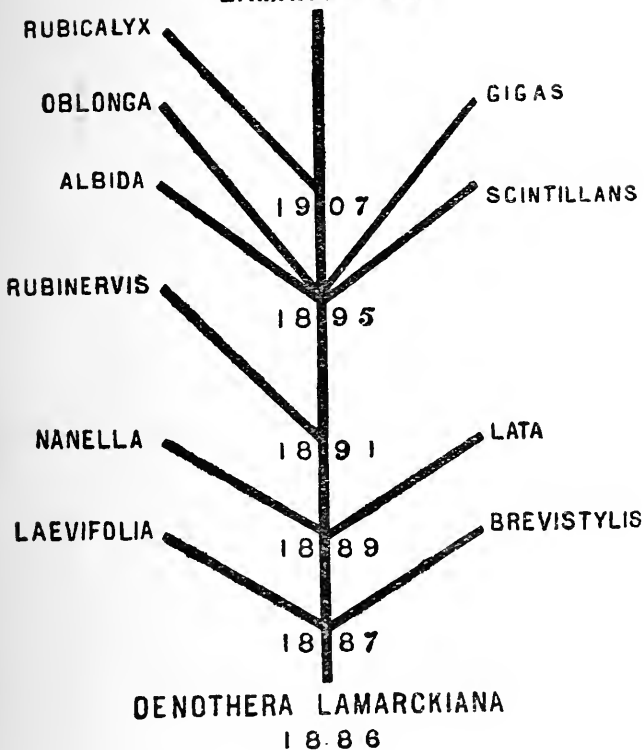 RUBICALYX
OBLONGA
GIGAS
ALBIDA
SCINTILLANS
1907
RUBINERVIS
1895
NANELLA
LATA
1891
LAEVIFOLIA
BREVISTYLIS
1889
1887
OENOTHERA LAMARCKIANA
1886